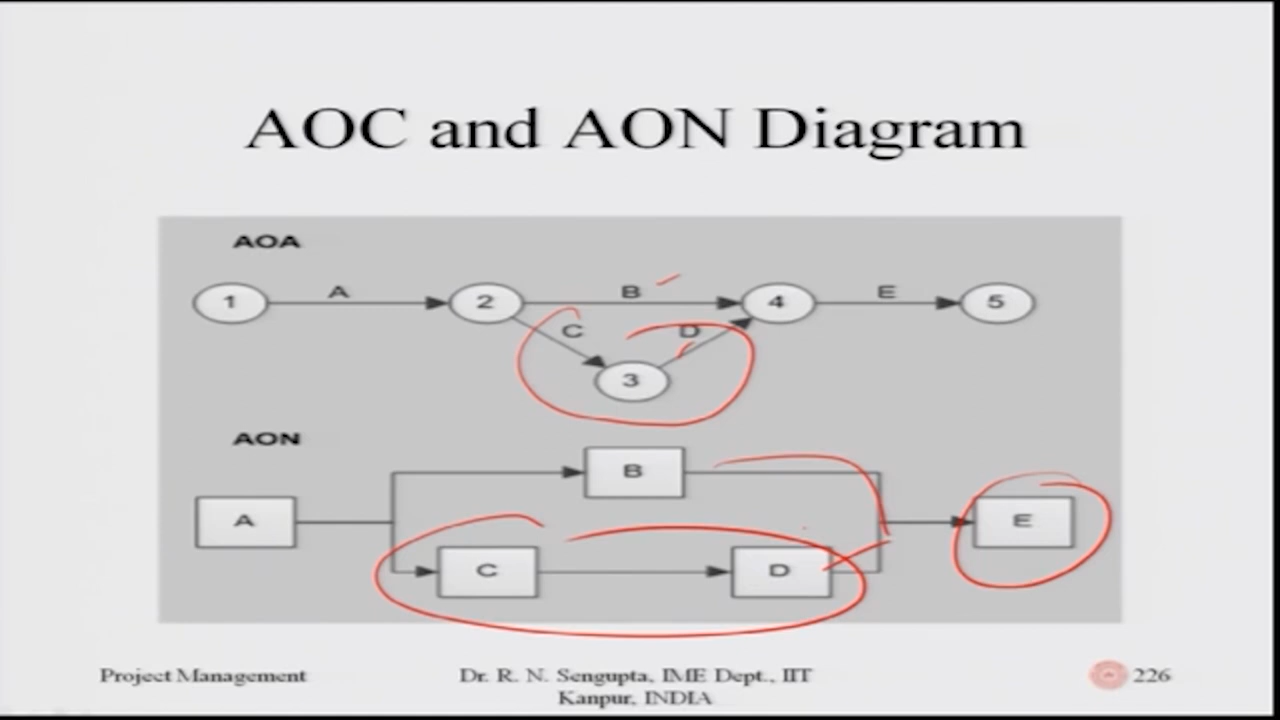 AOC and AON Diagram
AOA
1 A 2 B 4 E 5
C D
3
AON
B
A E
C D
Project Management Dr. R. N. Sengupta, IME Dept., IIT 226
Kanpur, INDIA